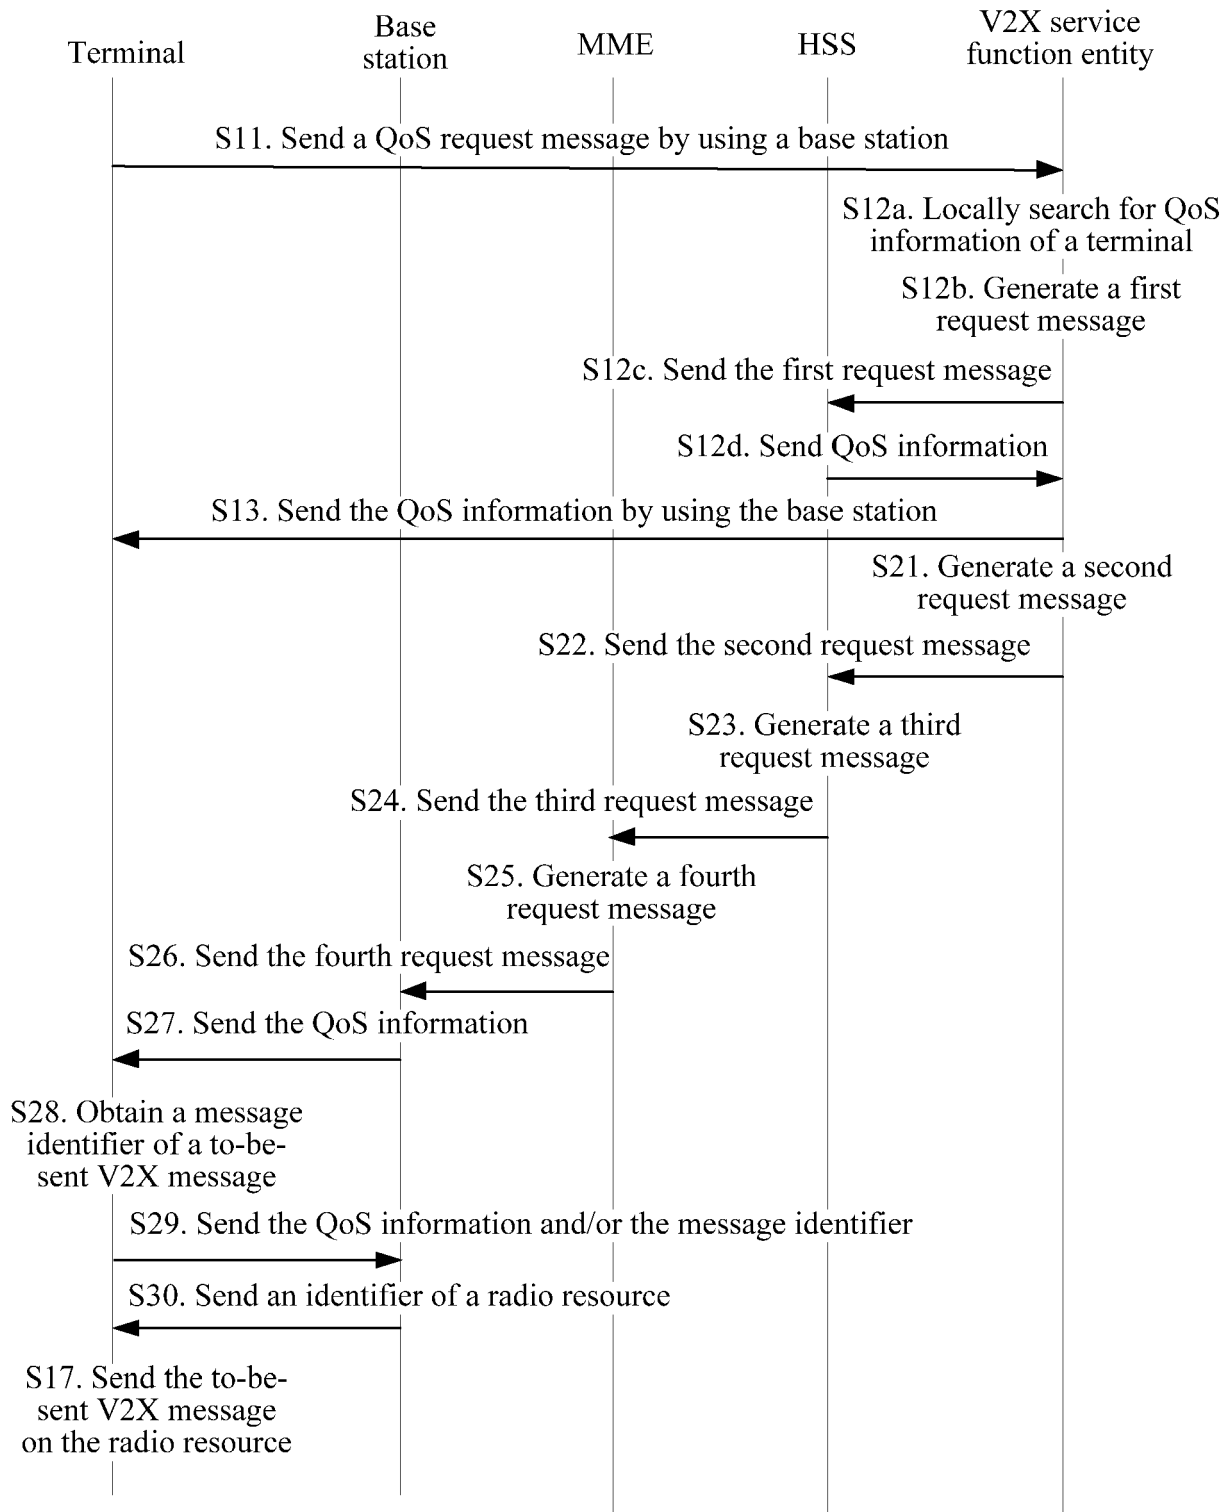 Terminal
Base
station
MME
HSS
V2X service
function entity
S11. Send a QoS request message by using a base station
S12a. Locally search for QoS
information of a terminal
S12b. Generate a first
request message
S12c. Send the first request message
S12d. Send QoS information
S13. Send the QoS information by using the base station
S21. Generate a second
request message
S22. Send the second request message
S23. Generate a third
request message
S24. Send the third request message
S25. Generate a fourth
request message
S26. Send the fourth request message
S27. Send the QoS information
S28. Obtain a message
identifier of a to-be-
sent V2X message
S29. Send the QoS information and/or the message identifier
S30. Send an identifier of a radio resource
S17. Send the to-be-
sent V2X message
on the radio resource